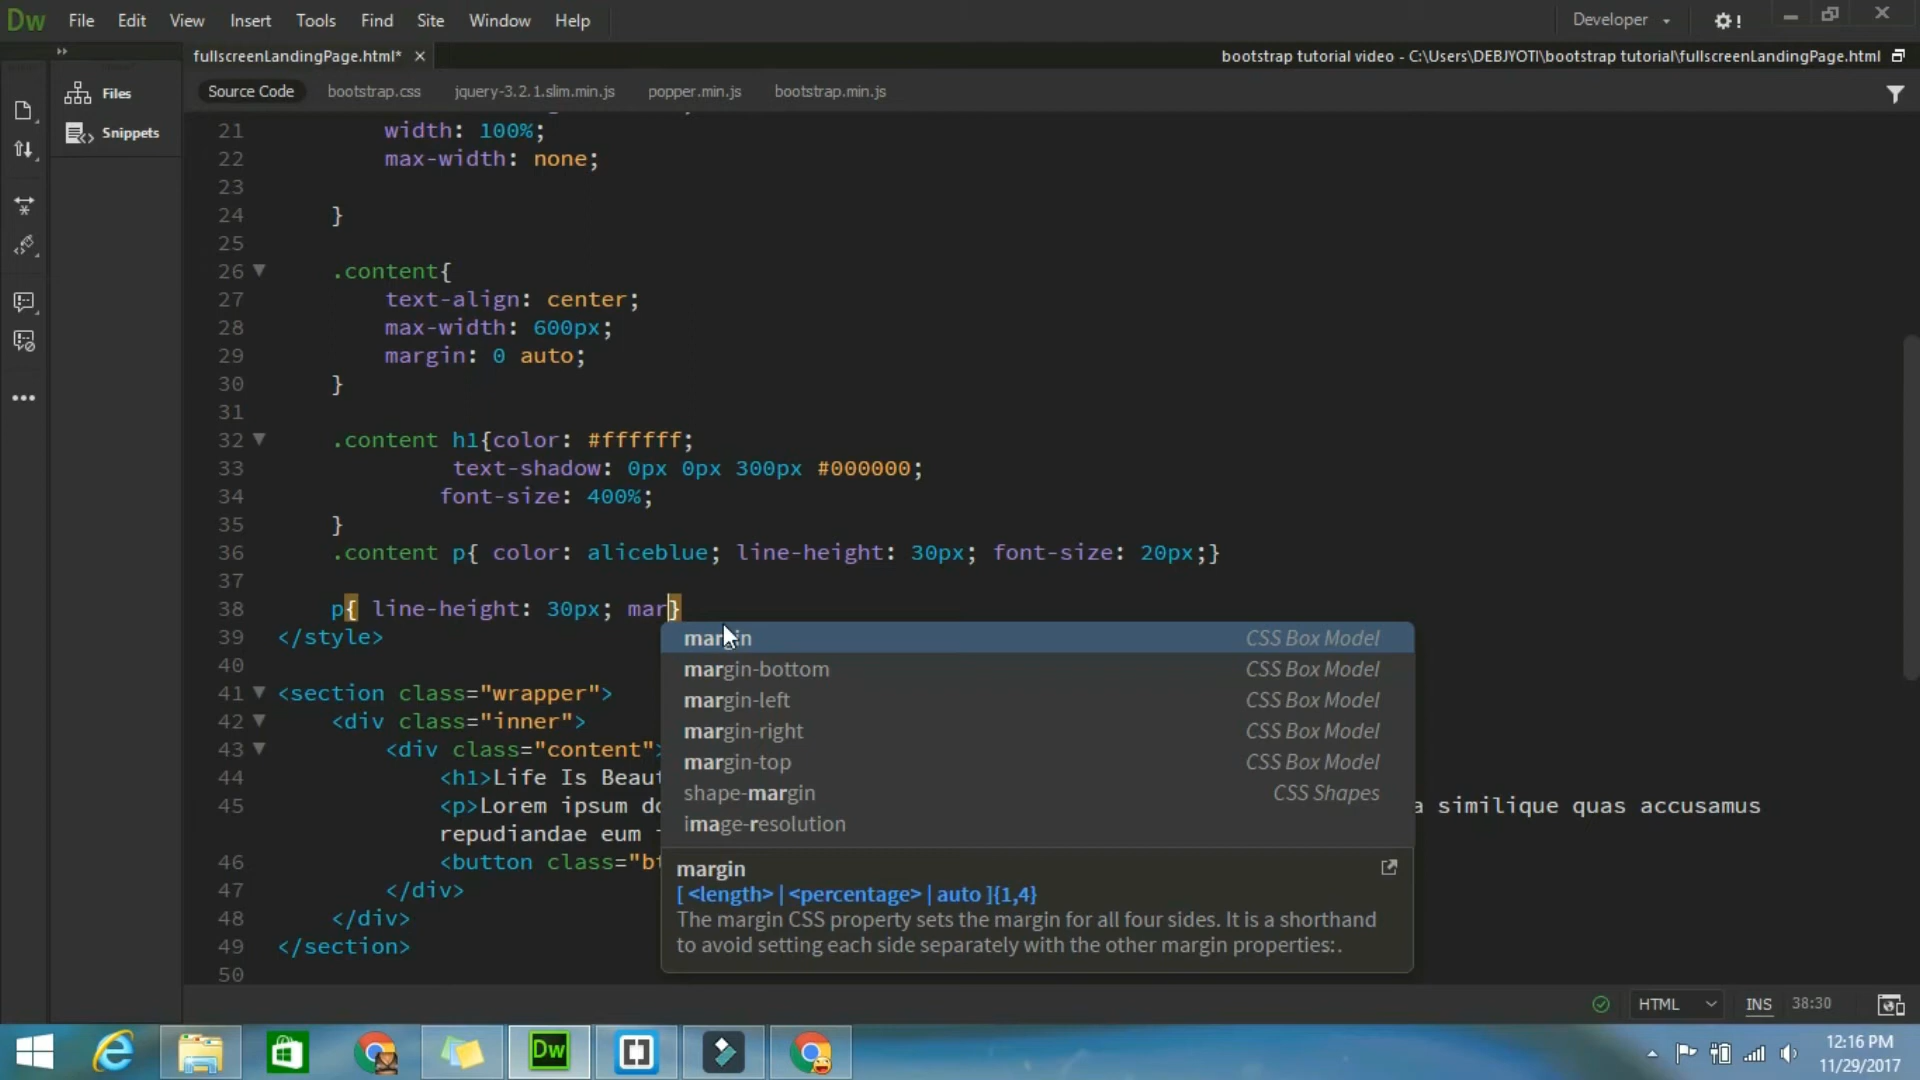 Dw File Edit View Insert Tools Find Site Window Help Developer
fullscreenLandingPage.html* bootstrap tutorial video - C:\Users\DEBJYOTI\bootstrap tutorial\fullscreenLandingPage.html
Files
Snippets
Source Code bootstrap.css jquery-3.2.1.slim.min.js popper.min.js bootstrap.min.js
21 width: 100%;
22 max-width: none;
23
24 }
25
26 .content{
27 text-align: center;
28 max-width: 600px;
29 margin: 0 auto;
30 }
31
32 .content h1{color: #ffffff;
33 text-shadow: 0px 0px 300px #000000;
34 font-size: 400%;
35 }
36 .content p{ color: aliceblue; line-height: 30px; font-size: 20px;}
37
38 p{ line-height: 30px; mar}
39 </style>
40
41 <section class="wrapper">
42 <div class="inner">
43 <div class="content">
44 <h1>Life Is
45 <p>Lorem ipsum similique quas accusamus
repudiandae eum
46 <button
47 </div>
48 </div>
49 </section>
50
margin CSS Box Model
margin-bottom CSS Box Model
margin-left CSS Box Model
margin-right CSS Box Model
margin-top CSS Box Model
shape-margin CSS Shapes
image-resolution
margin
[ <length> | <percentage> | auto ]{1,4}
The margin CSS property sets the margin for all four sides. It is a shorthand
to avoid setting each side separately with the other margin properties:.
HTML INS 38:30
Dw
12:16 PM
11/29/2017